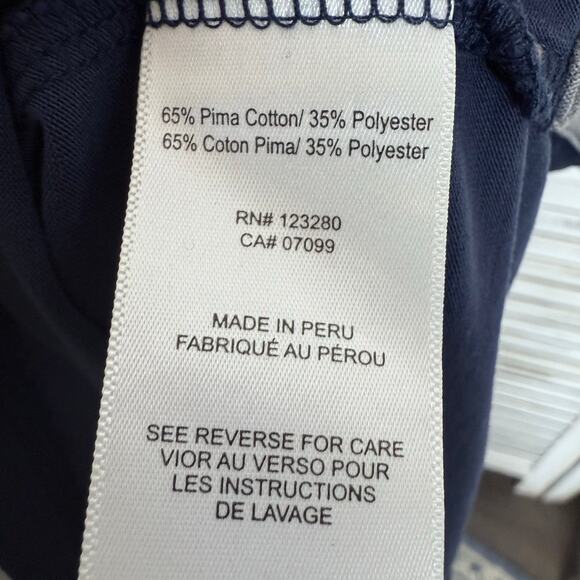 65% Pima Cotton/ 35% Polyester
65% Coton Pima/ 35% Polyester
RN# 123280
CA# 07099
MADE IN PERU
FABRIQUÉ AU PÉROU
SEE REVERSE FOR CARE
VIOR AU VERSO POUR
LES INSTRUCTIONS
DE LAVAGE